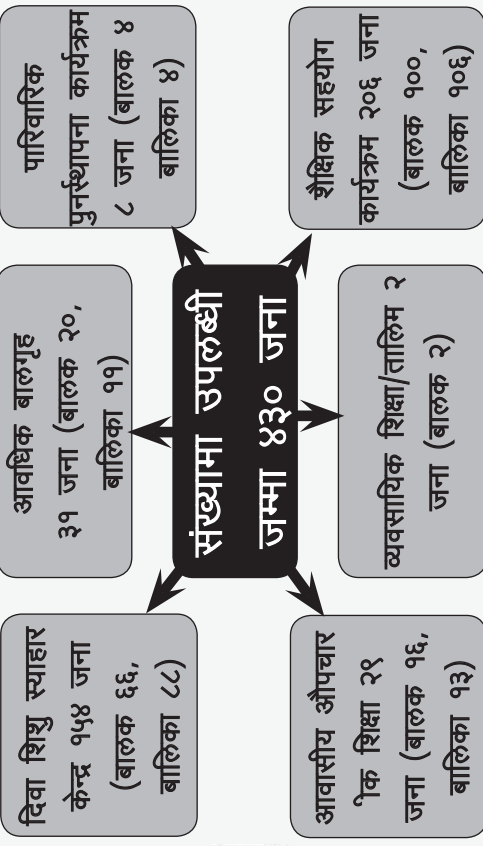 दिवा शिशु स्याहार
केन्द्र १५४ जना
(बालक ६६,
बालिका ८८)
आवधिक बालगृह
३१ जना (बालक २०,
बालिका ११)
पारिवारिक
पुनर्स्थापना कार्यक्रम
८ जना (बालक ४
बालिका ४)
संख्यामा उपलब्धी
जम्मा ४३० जना
आवासीय औपचार
ीक शिक्षा २९
जना (बालक १६,
बालिका १३)
व्यवसायिक शिक्षा/तालिम २
जना (बालक २)
शैक्षिक सहयोग
कार्यक्रम २०६ जना
(बालक १००,
बालिका १०६)